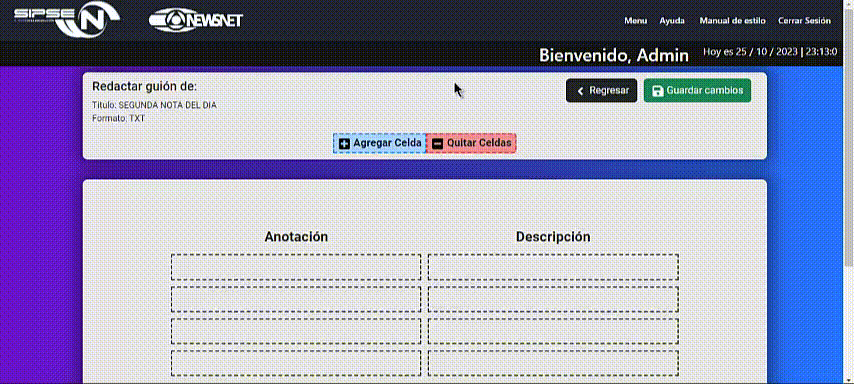 SIPSE N
NEWSNET
Menu Ayuda Manual de estilo Cerrar Sesión
Bienvenido, Admin Hoy es 25 / 10 / 2023 | 23:13:0
Redactar guión de:
Título: SEGUNDA NOTA DEL DIA
Formato: TXT
Regresar Guardar cambios
Agregar Celda Quitar Celdas
Anotación Descripción